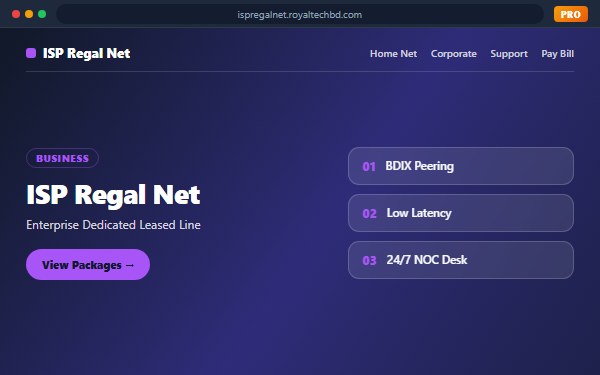 ispregalnet.royaltechbd.com
PRO
ISP Regal Net
Home Net Corporate Support Pay Bill
BUSINESS
ISP Regal Net
Enterprise Dedicated Leased Line
View Packages →
01 BDIX Peering
02 Low Latency
03 24/7 NOC Desk